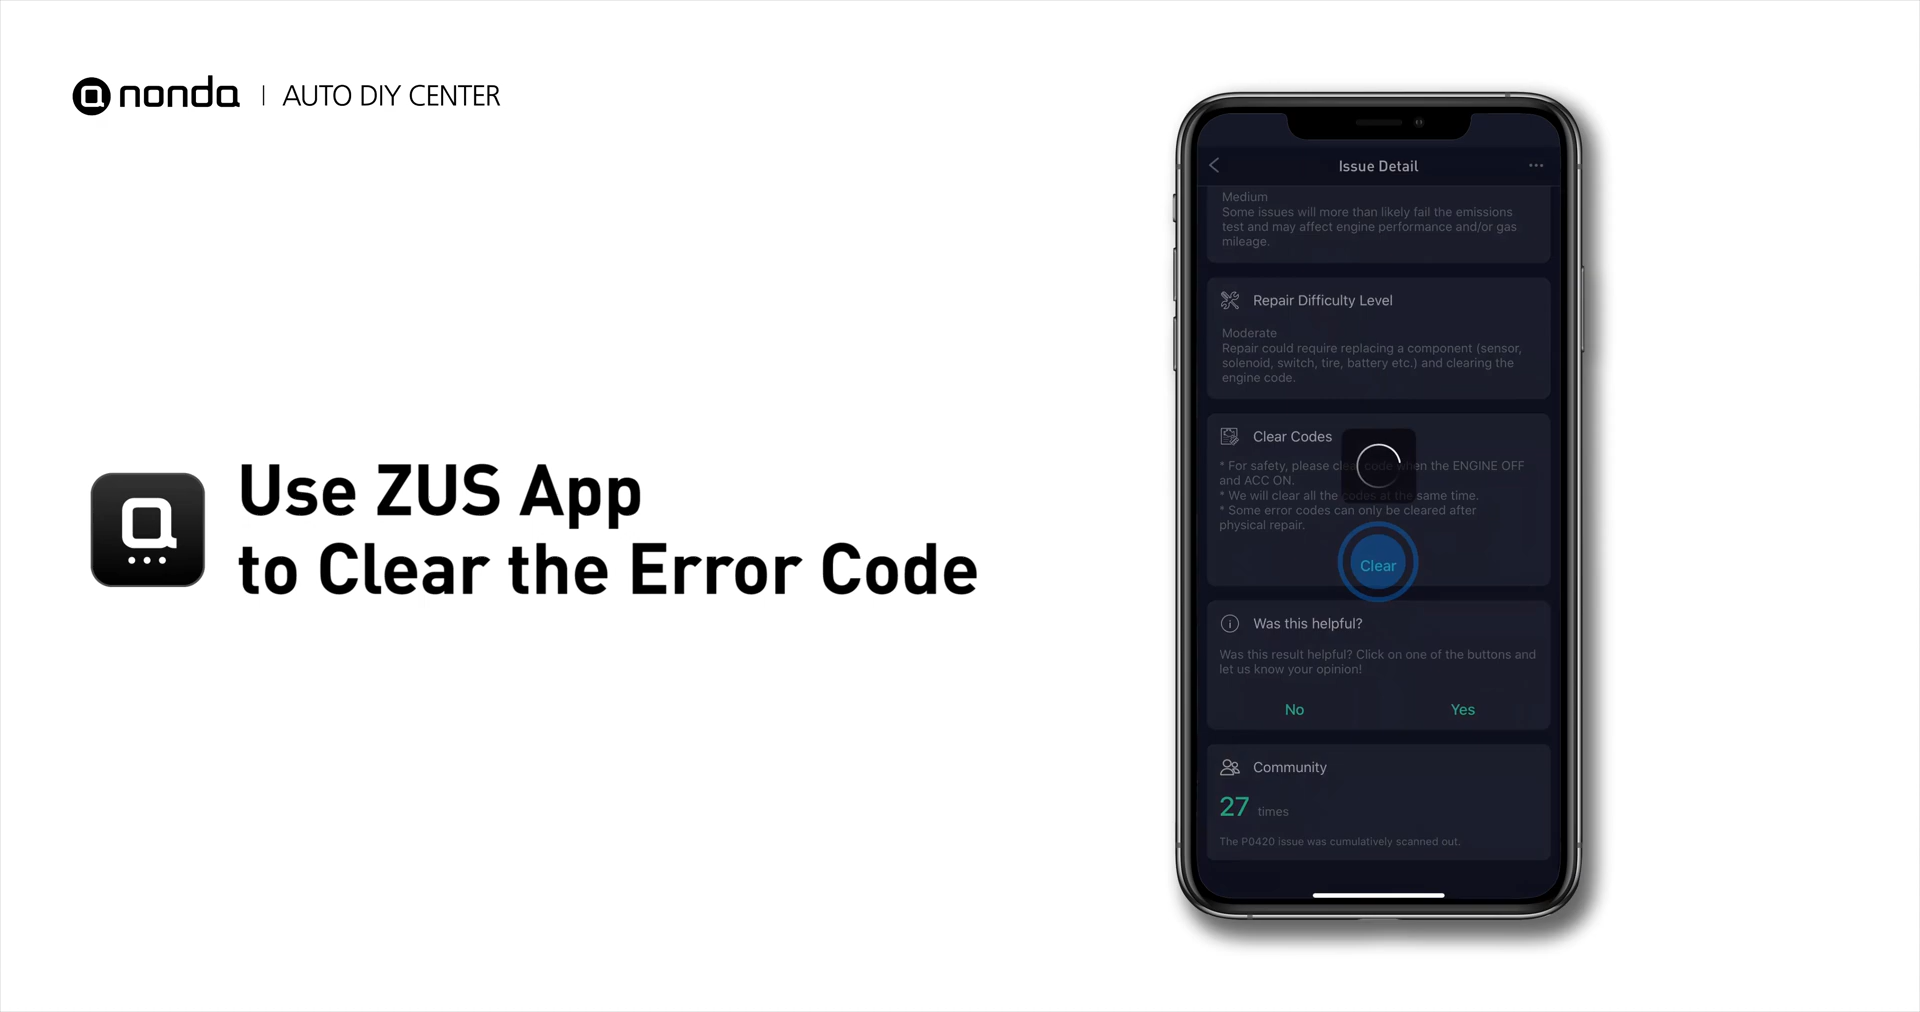 nonda | AUTO DIY CENTER
Use ZUS App
to Clear the Error Code
Issue Detail
Medium
Some issues will more than likely fail the emissions
test and may affect engine performance and/or gas
mileage.
Repair Difficulty Level
Moderate
Repair could require replacing a component (sensor,
solenoid, switch, tire, battery etc.) and clearing the
engine code.
Clear Codes
* For safety, please clear code when the ENGINE OFF
and ACC ON.
* We will clear all the codes at the same time.
* Some error codes can only be cleared after
physical repair.
Clear
Was this helpful?
Was this result helpful? Click on one of the buttons and
let us know your opinion!
No Yes
Community
27 times
The P0420 issue was cumulatively scanned out.